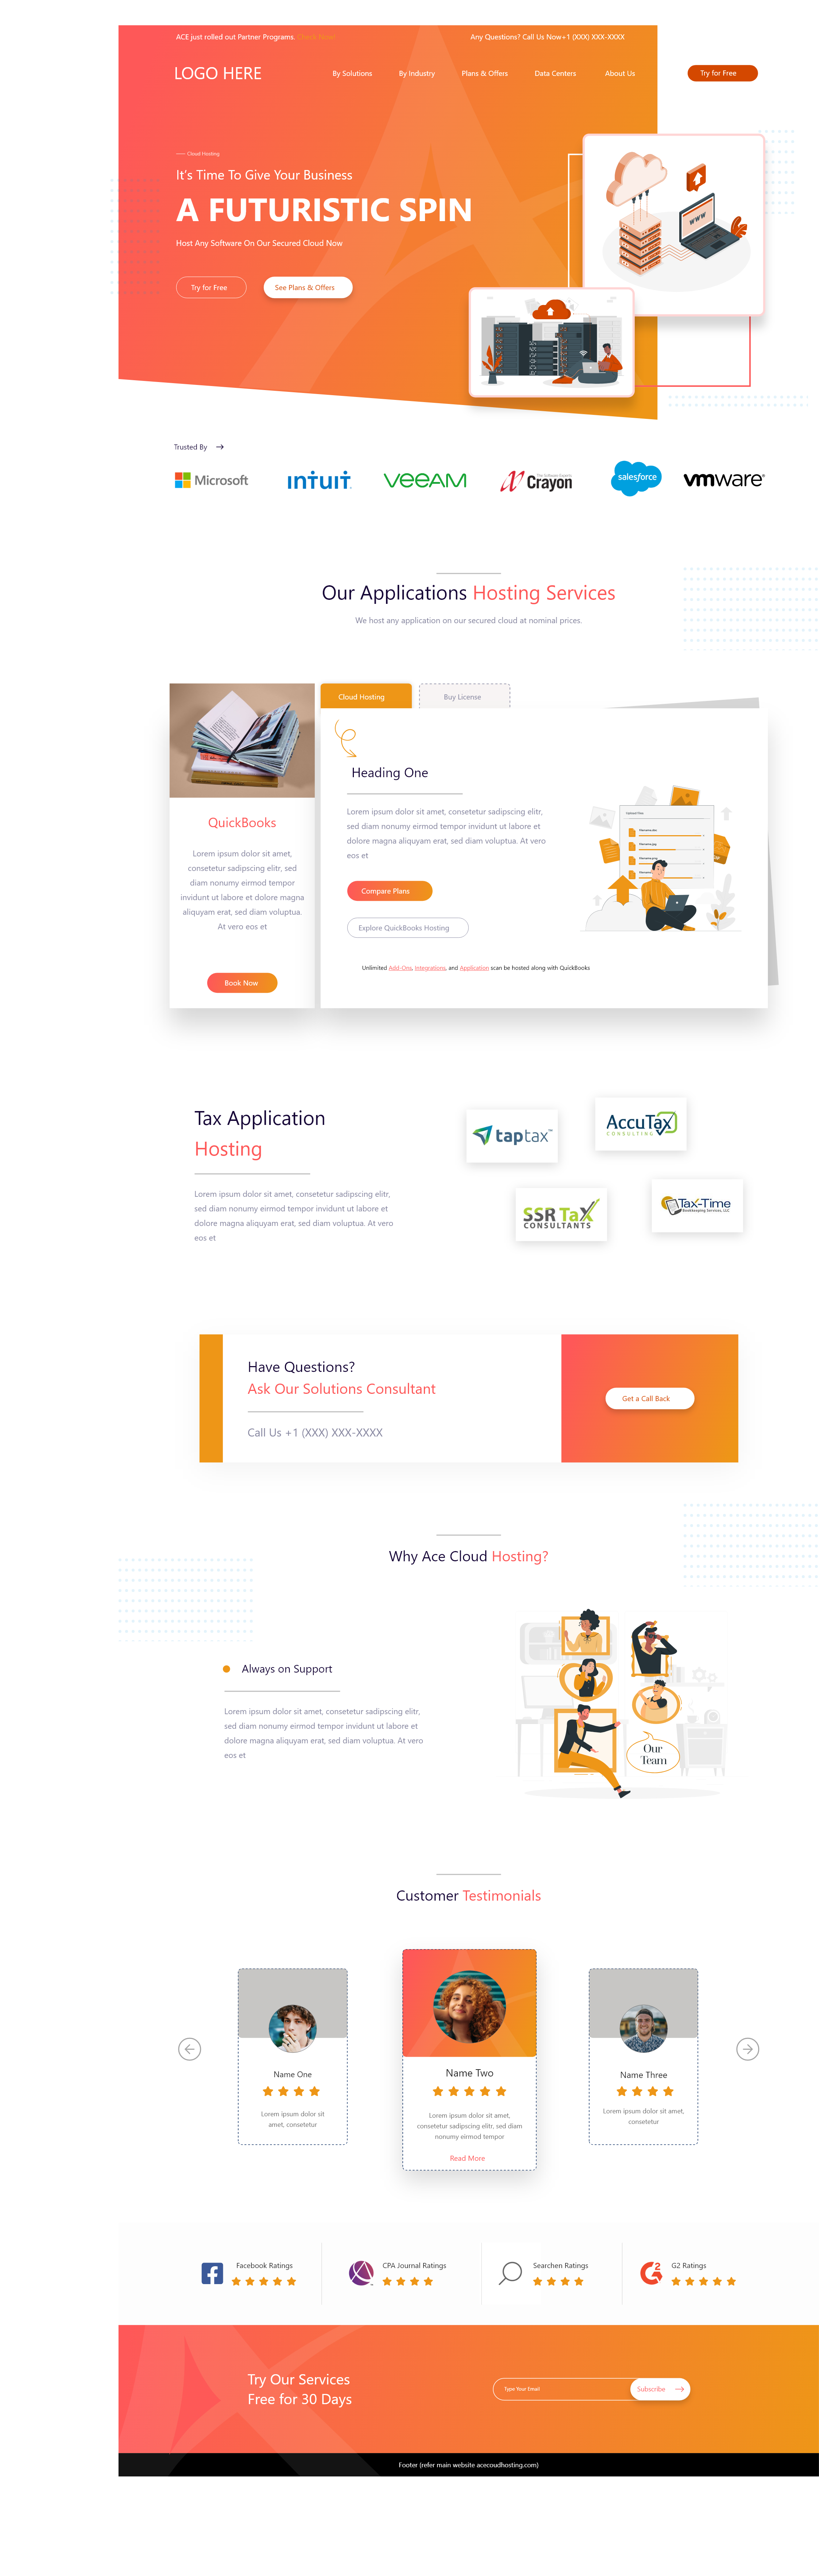 ACE just rolled out Partner Programs.
Any Questions? Call Us Now+1 (XXX) XXX-XXXX
LOGO HERE
By Solutions
By Industry
Plans & Offers
Data Centers
About Us
Try for Free
Cloud Hosting
It's Time To Give Your Business
A FUTURISTIC SPIN
Host Any Software On Our Secured Cloud Now
Try for Free
See Plans & Offers
WWW
Trusted By
Microsoft
intuit
veeAM
Crayon
salesforce
vmware
Our Applications Hosting Services
We host any application on our secured cloud at nominal prices.
Cloud Hosting
Buy License
QuickBooks
Lorem ipsum dolor sit amet,
consetetur sadipscing elitr, sed
diam nonumy eirmod tempor
invidunt ut labore et dolore magna
aliquyam erat, sed diam voluptua.
At vero eos et
Book Now
Heading One
Lorem ipsum dolor sit amet, consetetur sadipscing elitr,
sed diam nonumy eirmod tempor invidunt ut labore et
dolore magna aliquyam erat, sed diam voluptua. At vero
eos et
Compare Plans
Explore QuickBooks Hosting
Unlimited Add-Ons, Integrations, and Application scan be hosted along with QuickBooks
Tax Application
Hosting
Lorem ipsum dolor sit amet, consetetur sadipscing elitr,
sed diam nonumy eirmod tempor invidunt ut labore et
dolore magna aliquyam erat, sed diam voluptua. At vero
eos et
taptax
AccuTax
CONSULTING
SSR TaX
CONSULTANTS
Tax-Time
Bookkeeping Services, LLC
Have Questions?
Ask Our Solutions Consultant
Call Us +1 (XXX) XXX-XXXX
Get a Call Back
Why Ace Cloud Hosting?
Always on Support
Lorem ipsum dolor sit amet, consetetur sadipscing elitr,
sed diam nonumy eirmod tempor invidunt ut labore et
dolore magna aliquyam erat, sed diam voluptua. At vero
eos et
Our
Team
Customer Testimonials
Name One
Lorem ipsum dolor sit
amet, consetetur
Name Two
Lorem ipsum dolor sit amet,
consetetur sadipscing elitr, sed diam
nonumy eirmod tempor
Read More
Name Three
Lorem ipsum dolor sit amet,
consetetur
Facebook Ratings
CPA Journal Ratings
Searchen Ratings
G2 Ratings
Try Our Services
Free for 30 Days
Type Your Email
Subscribe
Footer (refer main website acecoudhosting.com)